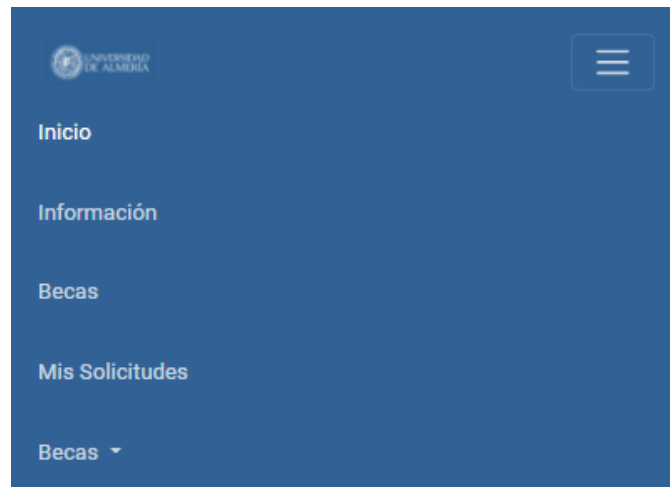 UNIVERSIDAD
DE ALMERÍA
Inicio
Información
Becas
Mis Solicitudes
Becas